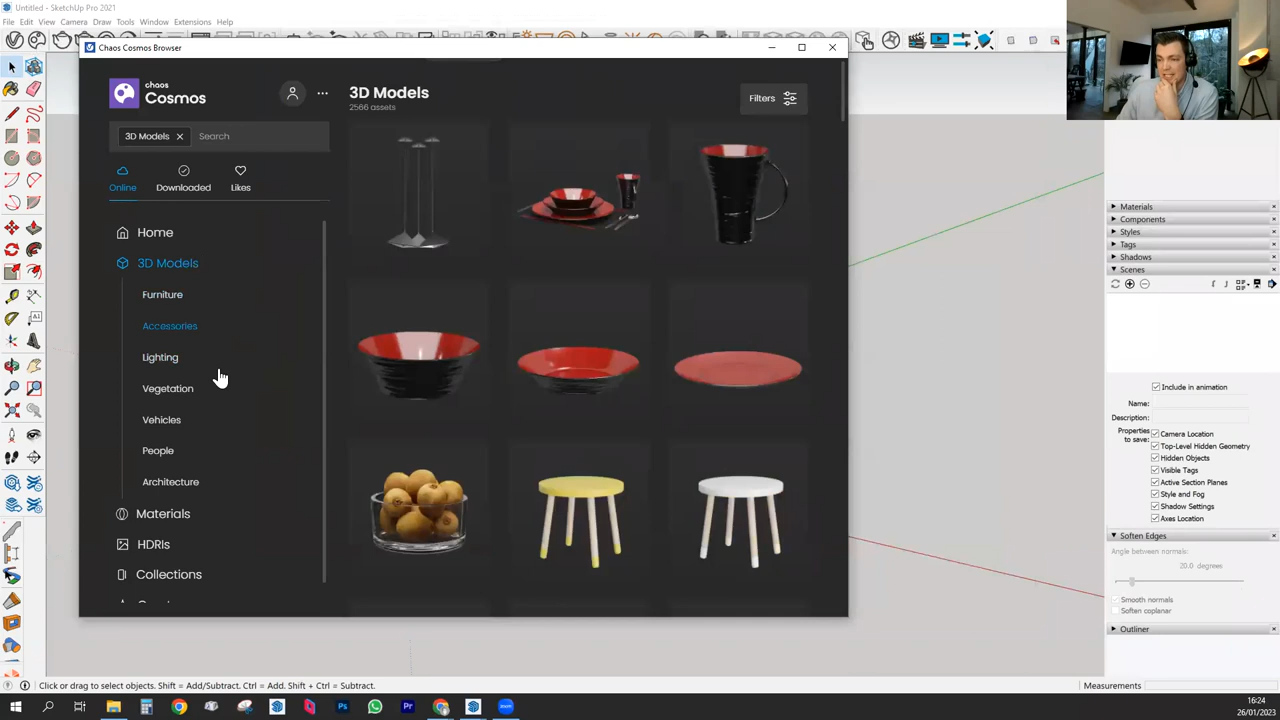 Untitled - SketchUp Pro 2021
File Edit View Camera Draw Tools Window Extensions Help
Chaos Cosmos Browser
chaos
Cosmos
3D Models
2566 assets
Filters
3D Models
Search
Online
Downloaded
Likes
Home
3D Models
Furniture
Accessories
Lighting
Vegetation
Vehicles
People
Architecture
Materials
HDRIs
Collections
Materials
Components
Styles
Tags
Shadows
Scenes
Include in animation
Name:
Description:
Properties to save:
Camera Location
Top-Level Hidden Geometry
Hidden Objects
Visible Tags
Active Section Planes
Style and Fog
Shadow Settings
Axes Location
Soften Edges
Angle between normals:
20.0 degrees
Smooth normals
Soften coplanar
Outliner
Click or drag to select objects. Shift = Add/Subtract. Ctrl = Add. Shift + Ctrl = Subtract.
Measurements
16:24
26/01/2023